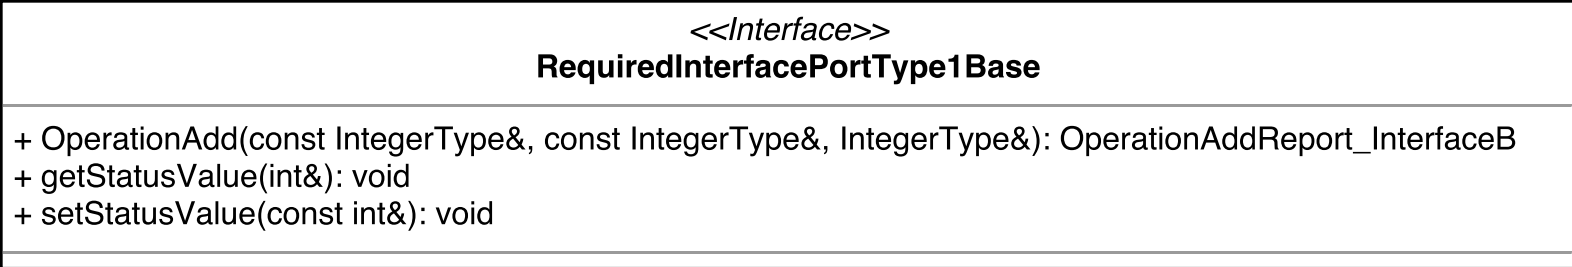 <<Interface>>
RequiredInterfacePortType1Base
+ OperationAdd(const IntegerType&, const IntegerType&, IntegerType&): OperationAddReport_InterfaceB
+ getStatusValue(int&): void
+ setStatusValue(const int&): void